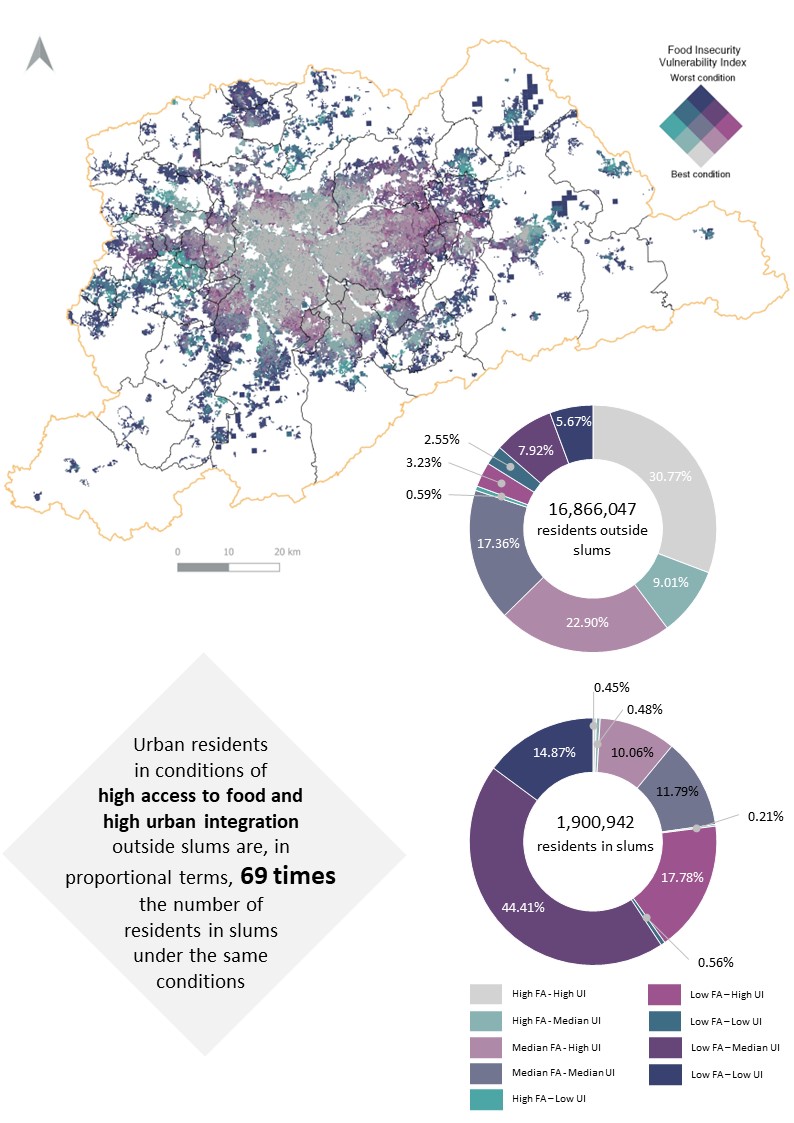 Food Insecurity
Vulnerability Index
Worst condition
Best condition
0 10 20 km
5.67%
30.77%
2.55%
7.92%
3.23%
0.59%
16,866,047
residents outside
slums
17.36%
9.01%
22.90%
Urban residents
in conditions of
high access to food and
high urban integration
outside slums are, in
proportional terms, 69 times
the number of
residents in slums
under the same
conditions
0.45%
0.48%
14.87%
10.06%
11.79%
0.21%
1,900,942
residents in slums
17.78%
44.41%
0.56%
High FA - High UI
High FA - Median UI
Median FA - High UI
Median FA - Median UI
High FA – Low UI
Low FA – High UI
Low FA – Low UI
Low FA – Median UI
Low FA – Low UI